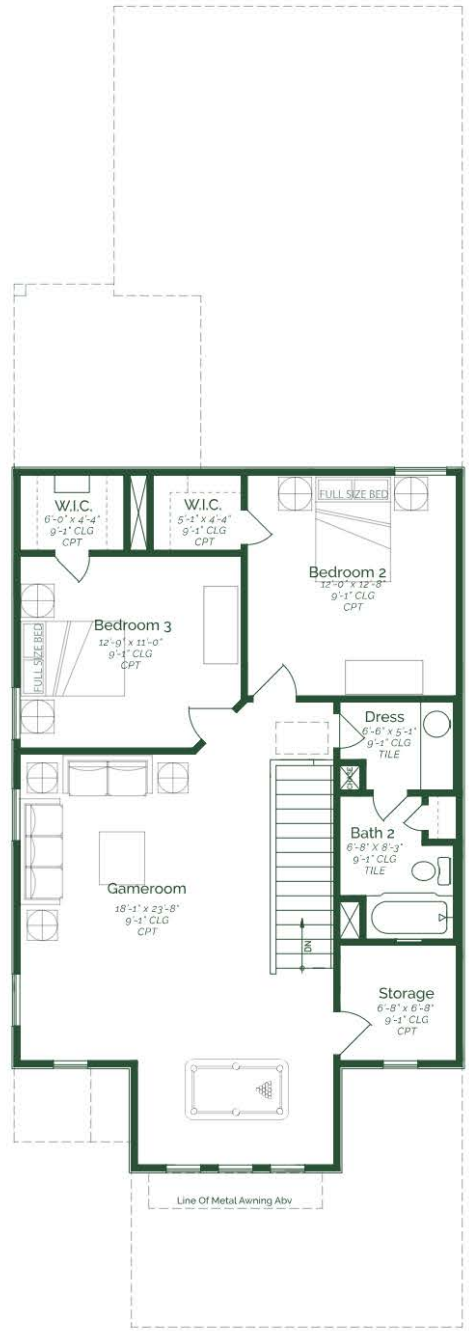 W.I.C.
6'-0" x 4'-4"
9'-1" CLG
CPT
W.I.C.
5'-1" x 4'-4"
9'-1" CLG
CPT
FULL SIZE BED
Bedroom 2
12'-0" x 12'-8"
9'-1" CLG
CPT
Bedroom 3
12'-9" x 11'-0"
9'-1" CLG
CPT
FULL SIZE BED
Dress
6'-6" x 5'-1"
9'-1" CLG
TILE
Bath 2
6'-8" X 8'-3"
9'-1" CLG
TILE
Gameroom
18'-1" x 23'-8"
9'-1" CLG
CPT
DN
Storage
6'-8" x 6'-8"
9'-1" CLG
CPT
Line Of Metal Awning Abv